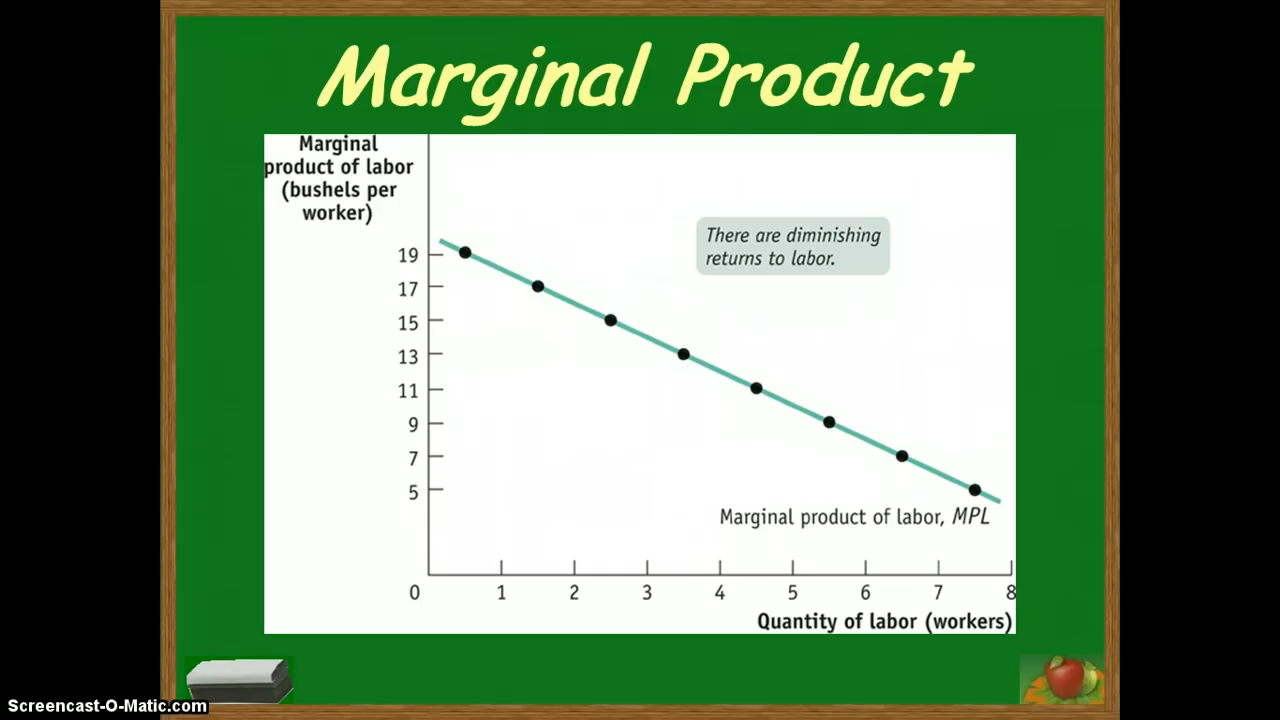 Marginal Product
Marginal
product of labor
(bushels per
worker)
There are diminishing
returns to labor.
19
17
15
13
11
9
7
5
Marginal product of labor, MPL
0 1 2 3 4 5 6 7 8
Quantity of labor (workers)
Screencast-O-Matic.com